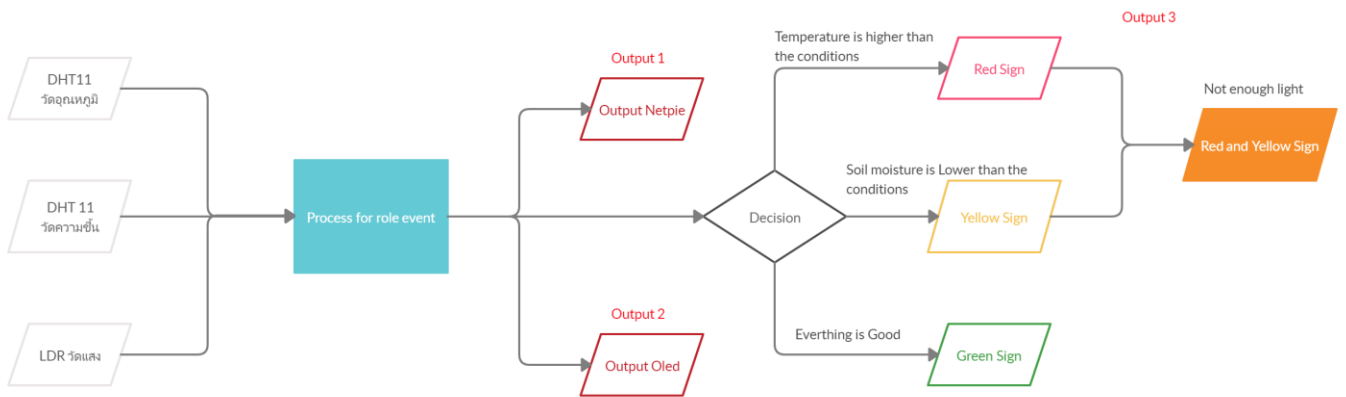 DHT11
วัดอุณหภูมิ
DHT 11
วัดความชื้น
LDR วัดแสง
Process for role event
Output 1
Output Netpie
Output 2
Output Oled
Decision
Temperature is higher than
the conditions
Red Sign
Soil moisture is Lower than the
conditions
Yellow Sign
Everthing is Good
Green Sign
Output 3
Not enough light
Red and Yellow Sign